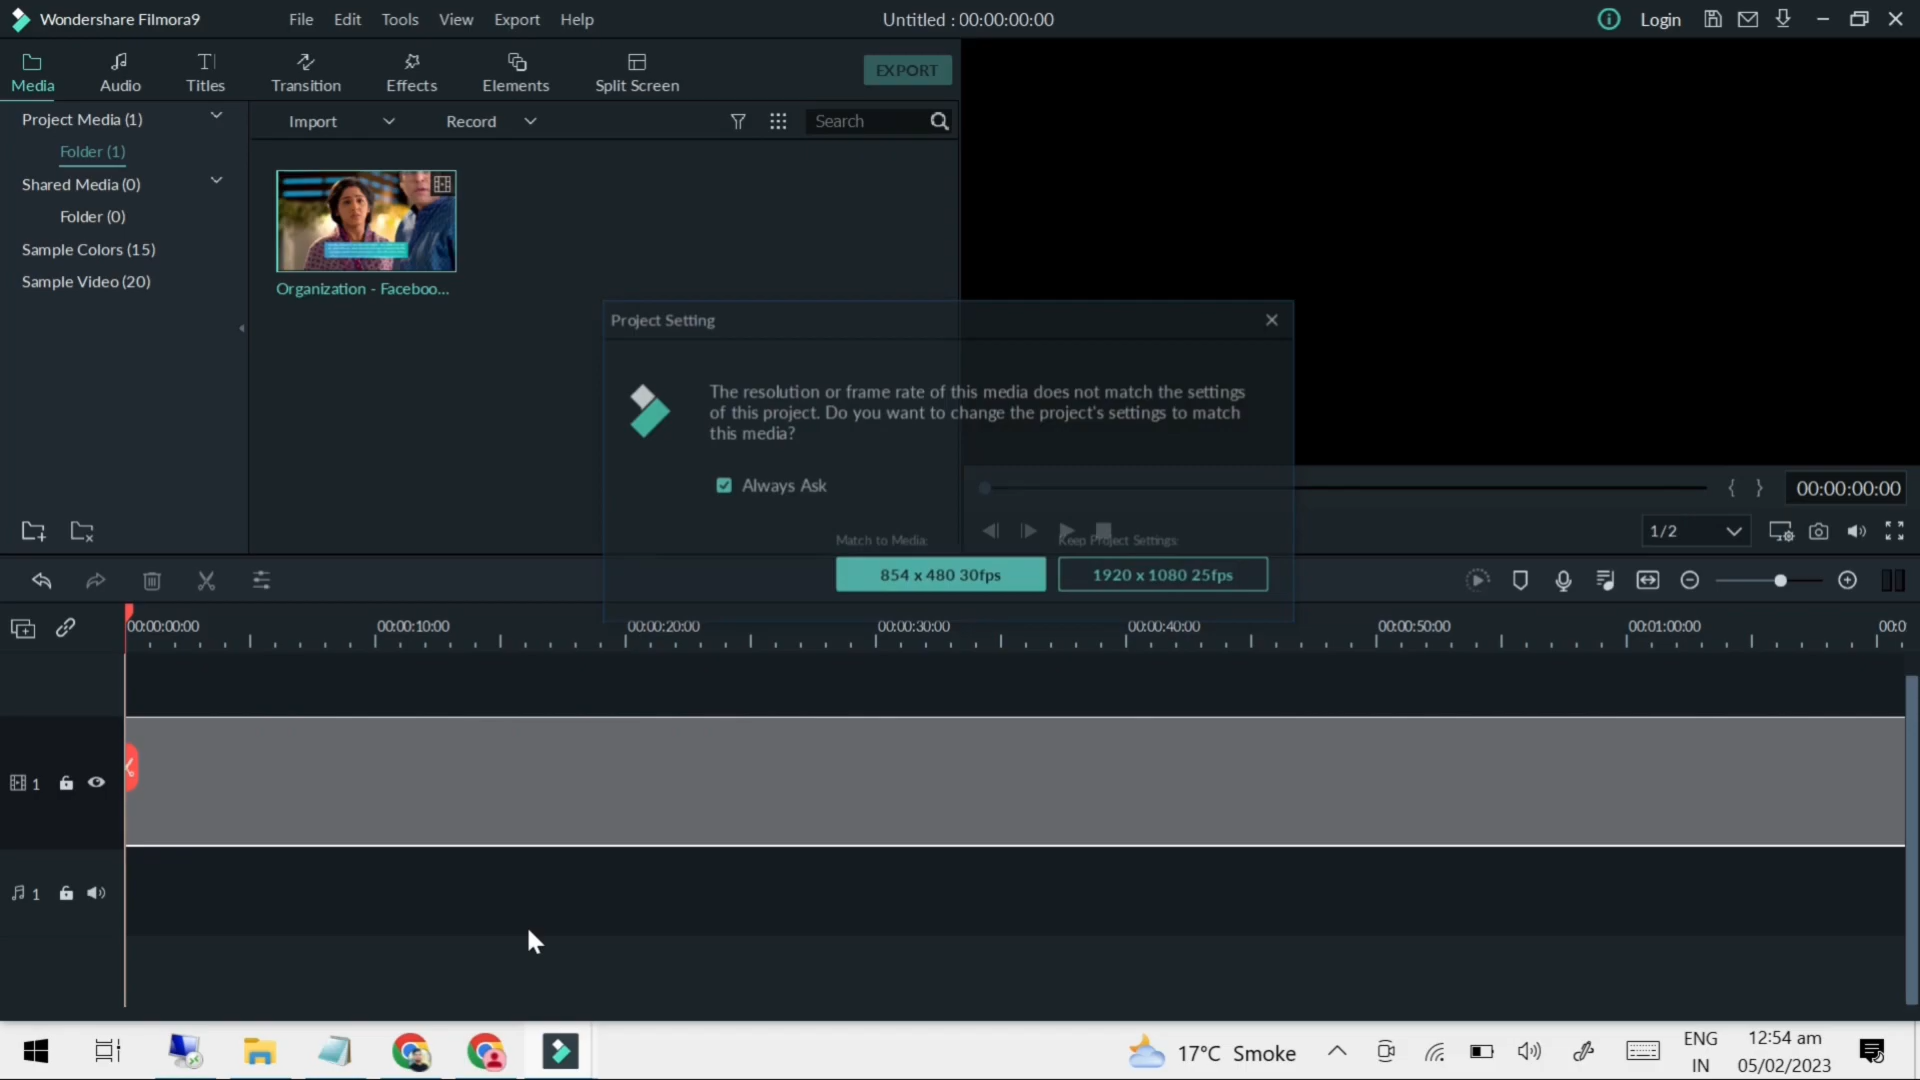 Wondershare Filmora9
File Edit Tools View Export Help
Untitled : 00:00:00:00
Login
Media Audio Titles Transition Effects Elements Split Screen
EXPORT
Project Media (1)
Folder (1)
Shared Media (0)
Folder (0)
Sample Colors (15)
Sample Video (20)
Import Record Search
Organization - Faceboo...
Project Setting
The resolution or frame rate of this media does not match the settings
of this project. Do you want to change the project's settings to match
this media?
Always Ask
Match to Media: Keep Project Settings:
854 x 480 30fps 1920 x 1080 25fps
00:00:00:00
1/2
00:00:00:00 00:00:10:00 00:00:20:00 00:00:30:00 00:00:40:00 00:00:50:00 00:01:00:00 00:0
1
1
17°C Smoke
ENG
IN
12:54 am
05/02/2023